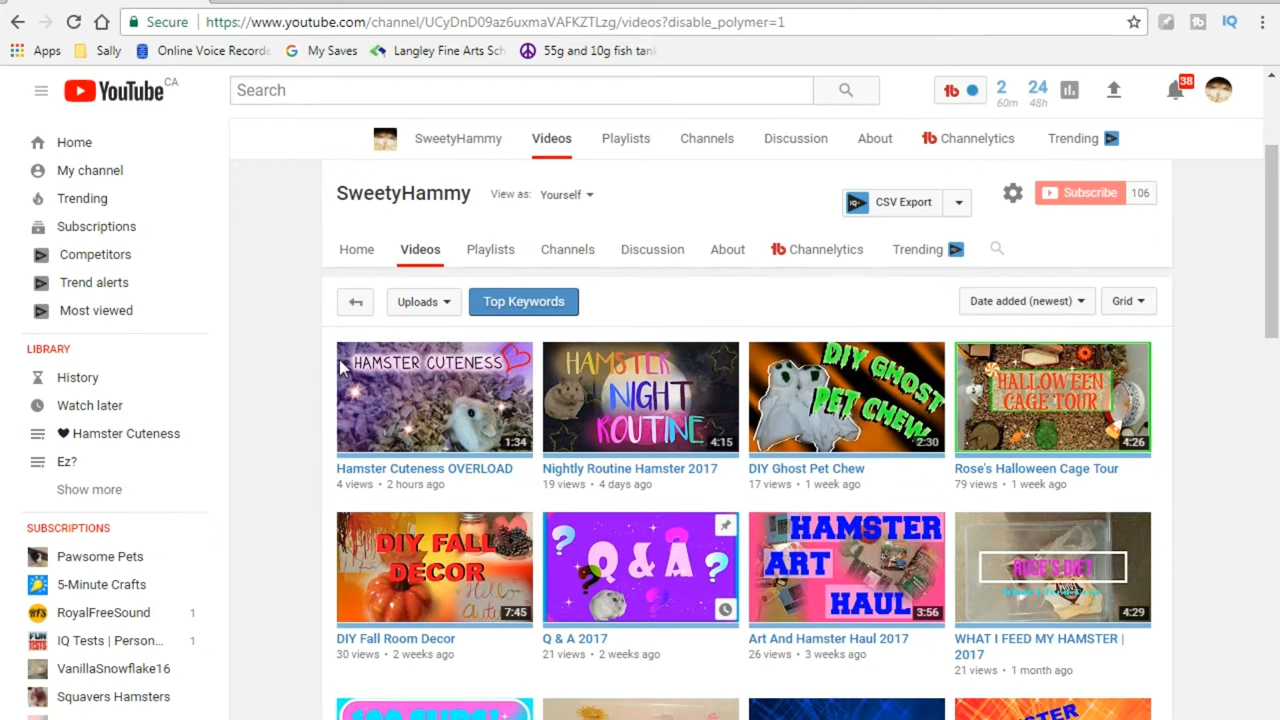 Secure https://www.youtube.com/channel/UCyDnD09az6uxmaVAFKZTLzg/videos?disable_polymer=1 IQ
Apps Sally Online Voice Recorde My Saves Langley Fine Arts Sch 55g and 10g fish tank
YouTube CA Search tb 2 60m 24 48h 38
SweetyHammy Videos Playlists Channels Discussion About tb Channelytics Trending
SweetyHammy View as: Yourself CSV Export Subscribe 106
Home Videos Playlists Channels Discussion About tb Channelytics Trending
Uploads Top Keywords Date added (newest) Grid
Home
My channel
Trending
Subscriptions
Competitors
Trend alerts
Most viewed
LIBRARY
History
Watch later
♥ Hamster Cuteness
Ez?
Show more
SUBSCRIPTIONS
Pawsome Pets
5-Minute Crafts
RoyalFreeSound 1
IQ Tests | Person... 1
VanillaSnowflake16
Squavers Hamsters
HAMSTER CUTENESS
1:34
Hamster Cuteness OVERLOAD
4 views • 2 hours ago
HAMSTER
NIGHT
ROUTINE
4:15
Nightly Routine Hamster 2017
19 views • 4 days ago
DIY GHOST
PET CHEW
2:30
DIY Ghost Pet Chew
17 views • 1 week ago
HALLOWEEN
CAGE TOUR
4:26
Rose's Halloween Cage Tour
79 views • 1 week ago
DIY FALL
DECOR
7:45
DIY Fall Room Decor
30 views • 2 weeks ago
? Q & A ?
Q & A 2017
21 views • 2 weeks ago
HAMSTER
ART
HAUL
3:56
Art And Hamster Haul 2017
26 views • 3 weeks ago
ROSE'S DIET
4:29
WHAT I FEED MY HAMSTER |
2017
21 views • 1 month ago